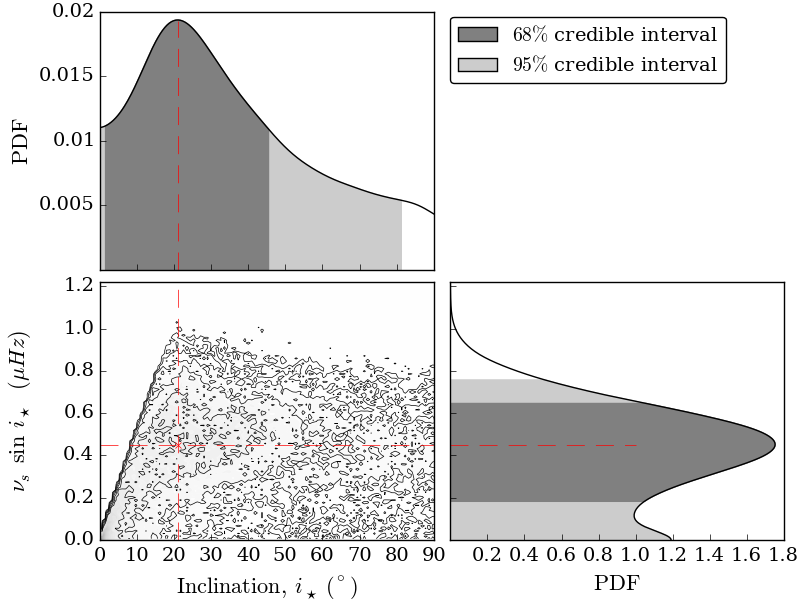 0.02
0.015
0.01
0.005
PDF
68% credible interval
95% credible interval
1.2
1.0
0.8
0.6
0.4
0.2
0.0
ν_s sin i⋆ (μHz)
0 10 20 30 40 50 60 70 80 90
Inclination, i⋆ (°)
0.2 0.4 0.6 0.8 1.0 1.2 1.4 1.6 1.8
PDF